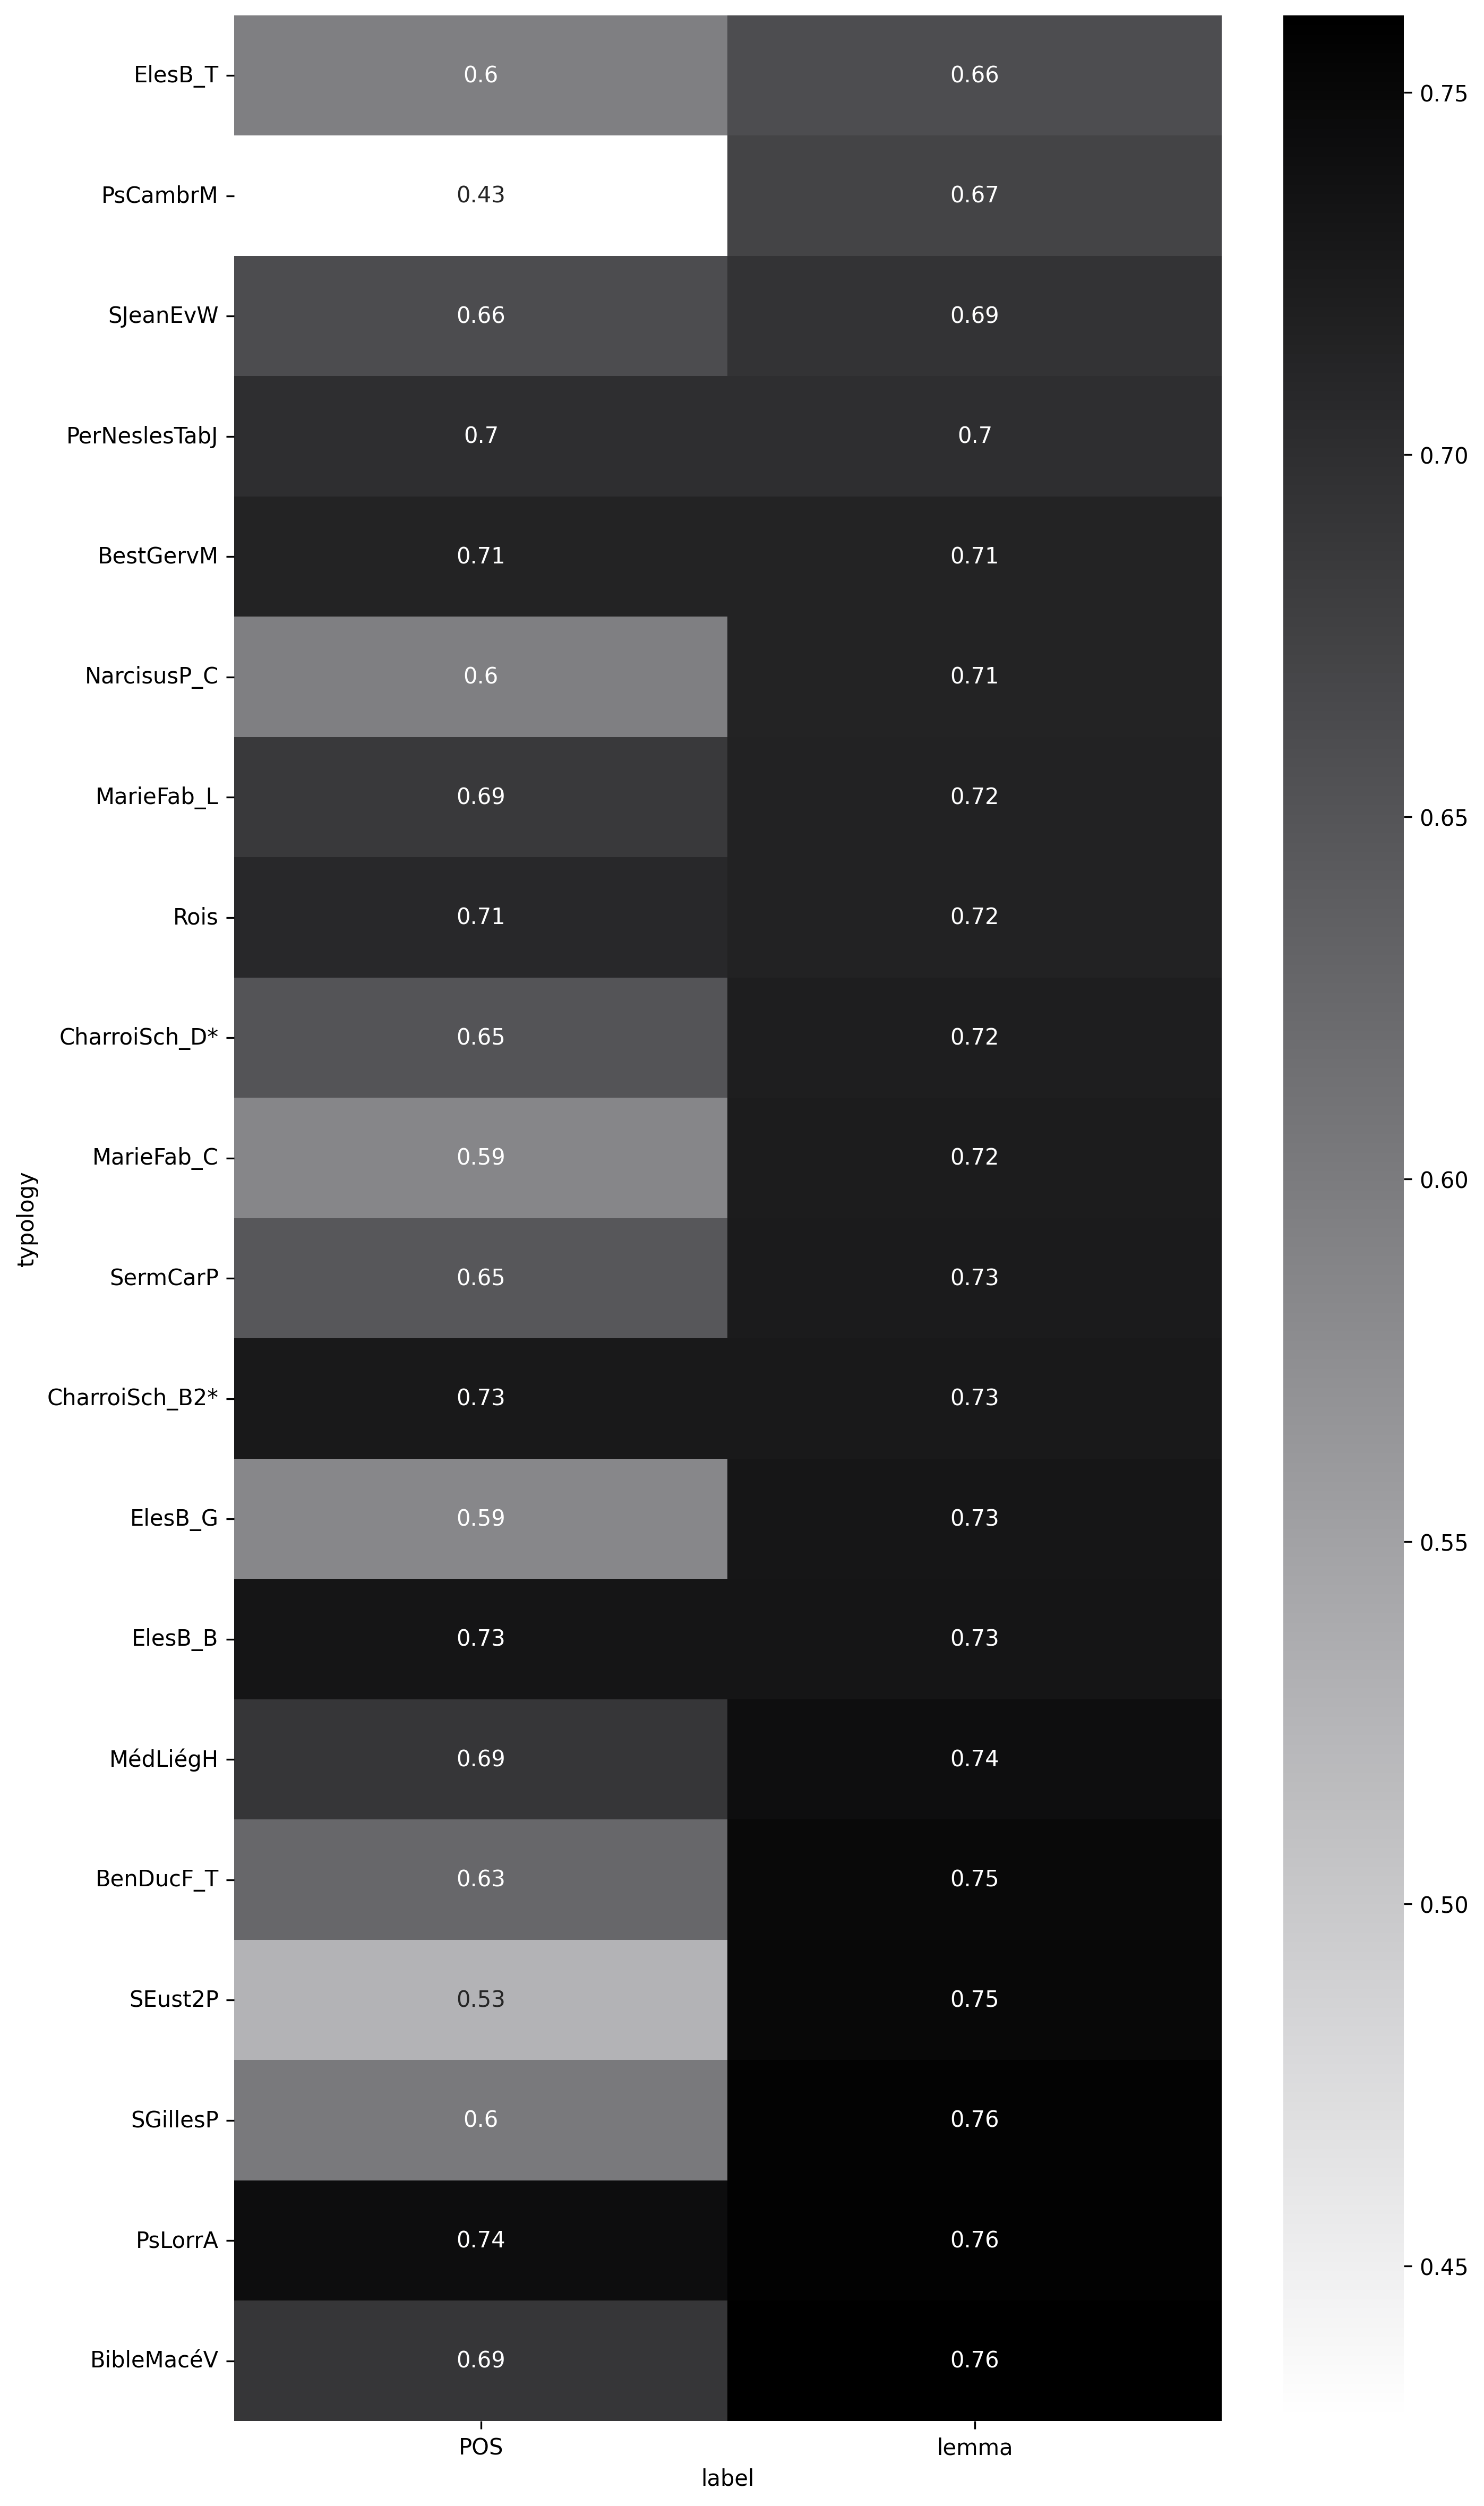 ElesB_T 0.6 0.66
PsCambrM 0.43 0.67
SJeanEvW 0.66 0.69
PerNeslesTabJ 0.7 0.7
BestGervM 0.71 0.71
NarcisusP_C 0.6 0.71
MarieFab_L 0.69 0.72
Rois 0.71 0.72
CharroiSch_D* 0.65 0.72
MarieFab_C 0.59 0.72
SermCarP 0.65 0.73
CharroiSch_B2* 0.73 0.73
ElesB_G 0.59 0.73
ElesB_B 0.73 0.73
MédLiégH 0.69 0.74
BenDucF_T 0.63 0.75
SEust2P 0.53 0.75
SGillesP 0.6 0.76
PsLorrA 0.74 0.76
BibleMacéV 0.69 0.76
POS lemma
label
typology
0.75
0.70
0.65
0.60
0.55
0.50
0.45